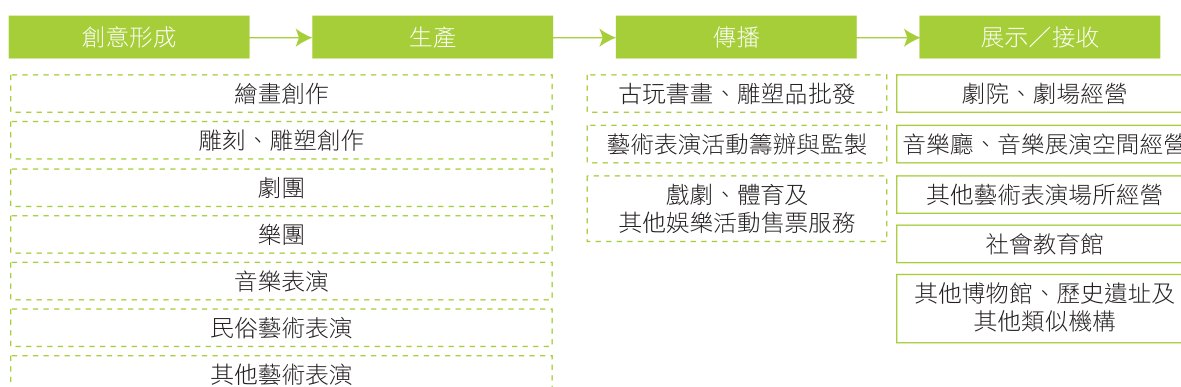 創意形成
生產
傳播
展示／接收
繪畫創作
雕刻、雕塑創作
劇團
樂團
音樂表演
民俗藝術表演
其他藝術表演
古玩書畫、雕塑品批發
藝術表演活動籌辦與監製
戲劇、體育及
其他娛樂活動售票服務
劇院、劇場經營
音樂廳、音樂展演空間經營
其他藝術表演場所經營
社會教育館
其他博物館、歷史遺址及
其他類似機構